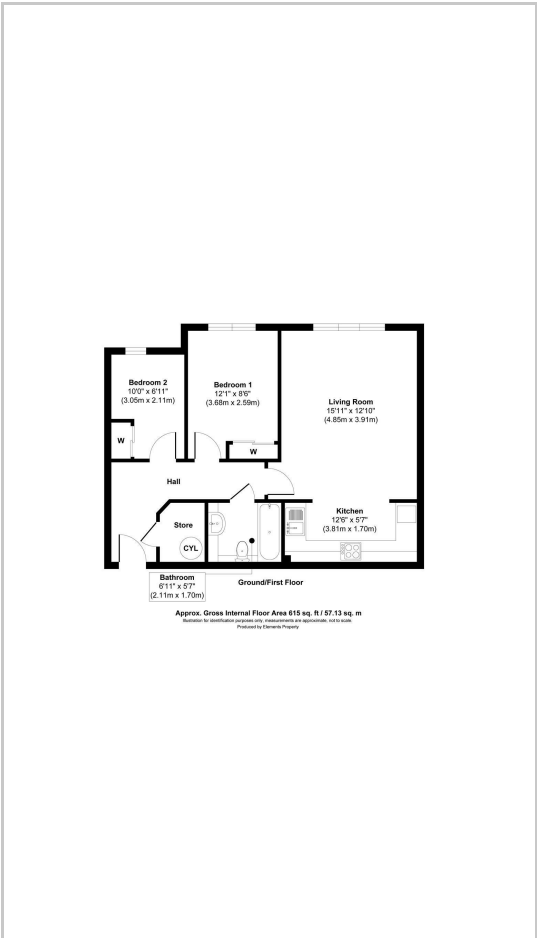 Bedroom 2
10'0" x 6'11"
(3.05m x 2.11m)
Bedroom 1
12'1" x 8'6"
(3.68m x 2.59m)
Living Room
15'11" x 12'10"
(4.85m x 3.91m)
W
W
Hall
Kitchen
12'6" x 5'7"
(3.81m x 1.70m)
Store
CYL
Bathroom
6'11" x 5'7"
(2.11m x 1.70m)
Ground/First Floor
Approx. Gross Internal Floor Area 615 sq. ft / 57.13 sq. m
Illustration for identification purposes only, measurements are approximate, not to scale.
Produced by Elements Property